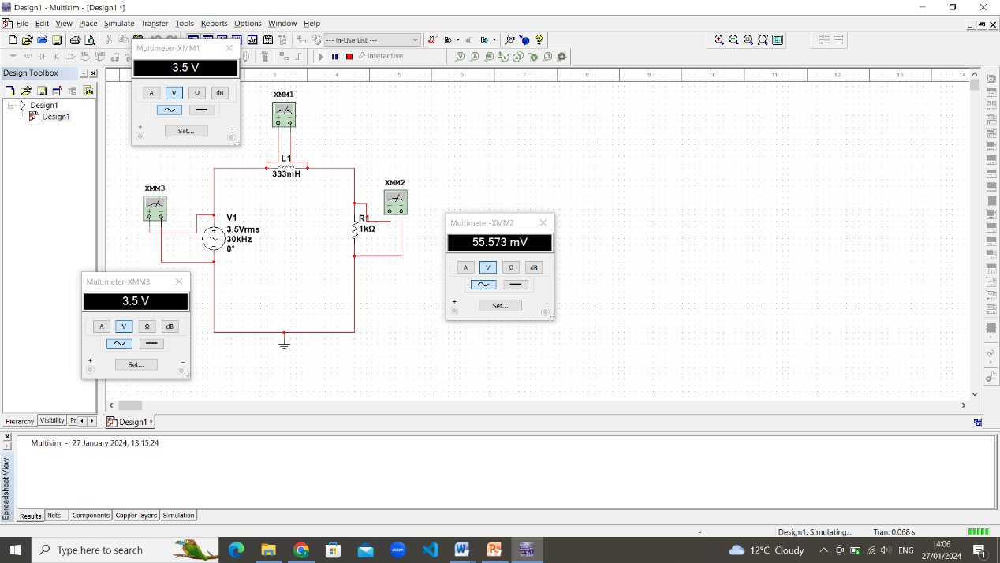 Design1 - Multisim - [Design1 *]
File Edit View Place Simulate Transfer Tools Reports Options Window Help
--- In-Use List ---
Interactive
Multimeter-XMM1
3.5 V
A V Ω dB
+ Set... −
Design Toolbox
Design1
Design1
3 4 5 6 7 8 9 10 11 12 13 14
XMM1
L1
333mH
XMM3
V1
3.5Vrms
30kHz
0°
XMM2
R1
1kΩ
Multimeter-XMM2
55.573 mV
A V Ω dB
+ Set... −
Multimeter-XMM3
3.5 V
A V Ω dB
+ Set... −
Hierarchy Visibility Pr
Design1 *
Multisim - 27 January 2024, 13:15:24
Spreadsheet View
Results Nets Components Copper layers Simulation
- Design1: Simulating... Tran: 0.068 s
Type here to search
zoom
12°C Cloudy
ENG
14:06
27/01/2024
1